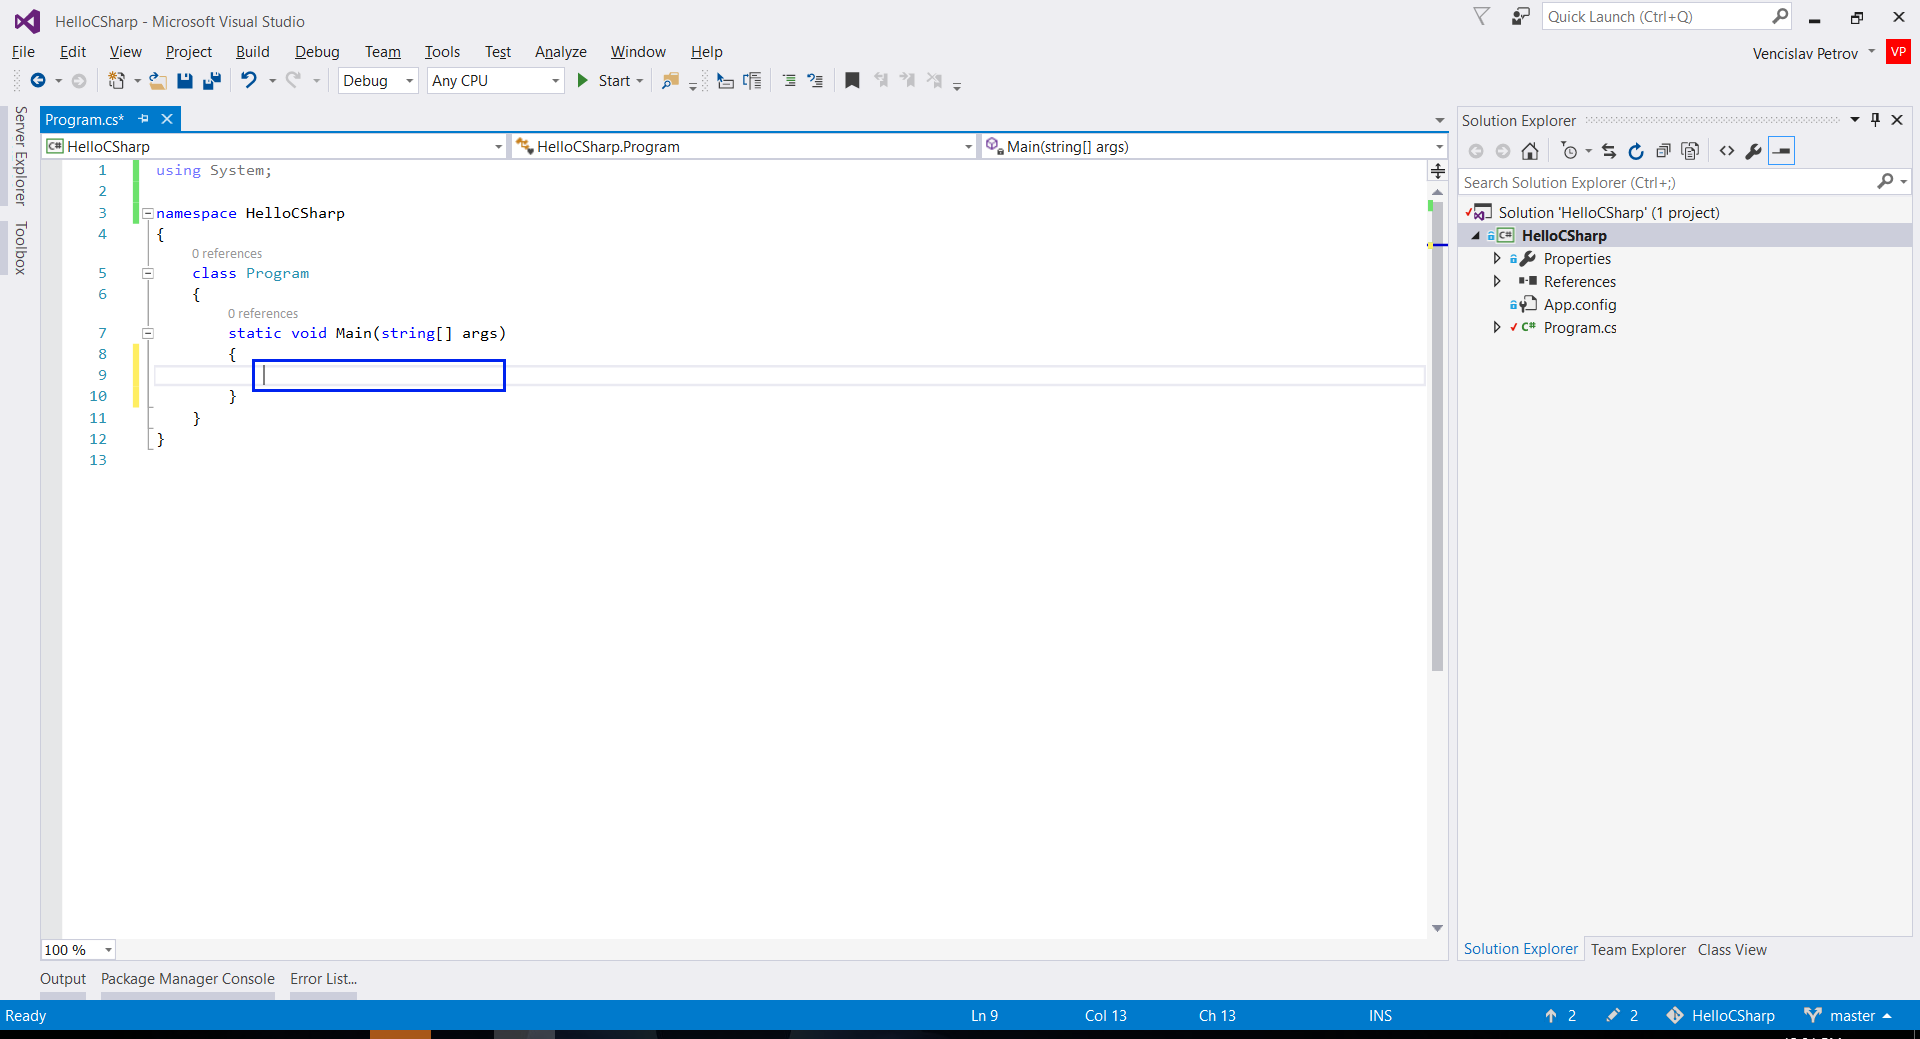 HelloCSharp - Microsoft Visual Studio
Quick Launch (Ctrl+Q)
File Edit View Project Build Debug Team Tools Test Analyze Window Help
Vencislav Petrov VP
Debug Any CPU Start
Server Explorer
Toolbox
Program.cs*
C# HelloCSharp HelloCSharp.Program Main(string[] args)
1 using System;
2
3 namespace HelloCSharp
4 {
0 references
5 class Program
6 {
0 references
7 static void Main(string[] args)
8 {
9
10 }
11 }
12 }
13
100 %
Solution Explorer
Search Solution Explorer (Ctrl+;)
Solution 'HelloCSharp' (1 project)
C# HelloCSharp
Properties
References
App.config
C# Program.cs
Solution Explorer Team Explorer Class View
Output Package Manager Console Error List...
Ready Ln 9 Col 13 Ch 13 INS 2 2 HelloCSharp master